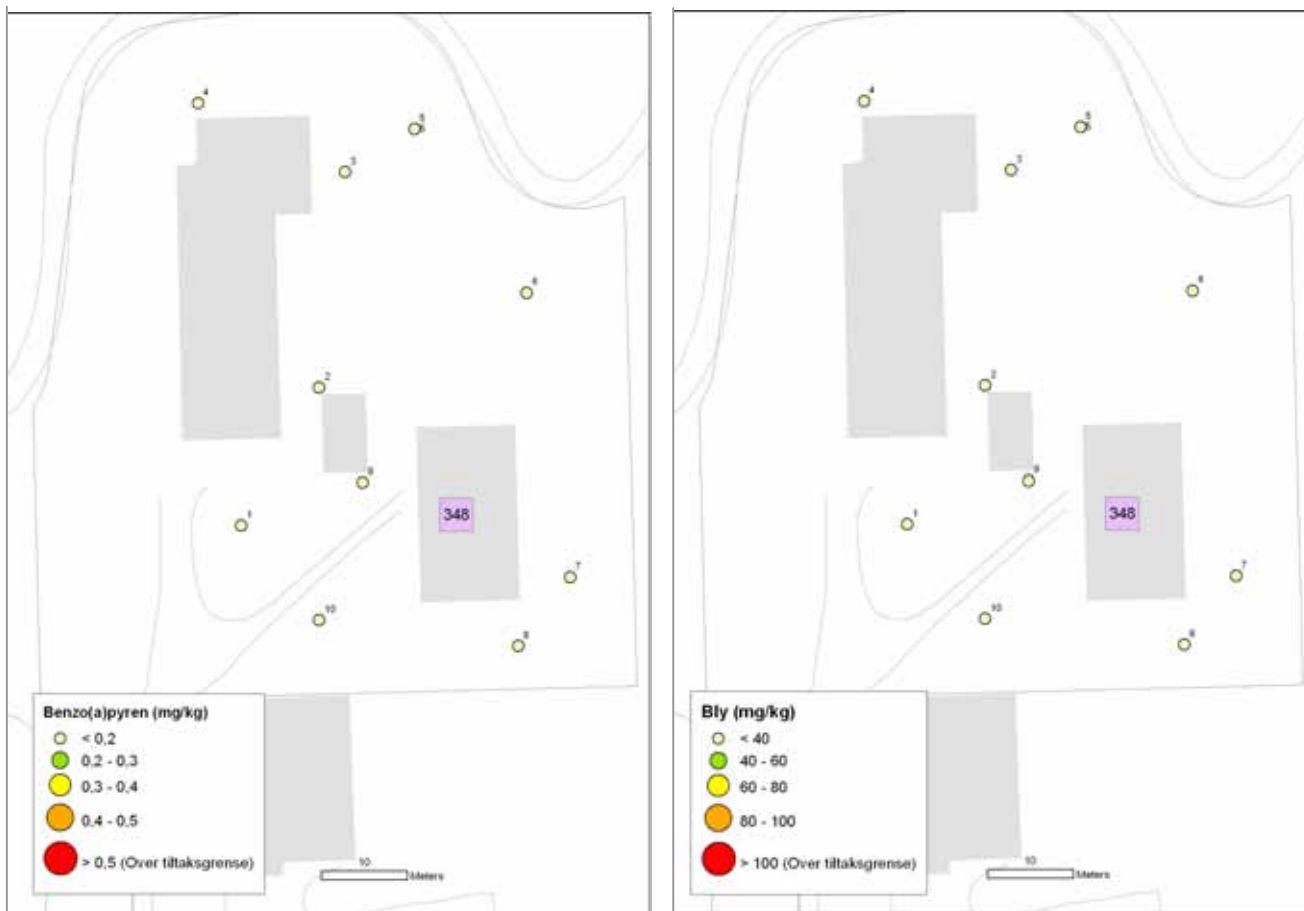 4
3
6
2
9
348
1
7
10
8
Benzo(a)pyren (mg/kg)
< 0,2
0,2 - 0,3
0,3 - 0,4
0,4 - 0,5
> 0,5 (Over tiltaksgrense)
10
Meters
4
3
6
2
9
348
1
7
10
8
Bly (mg/kg)
< 40
40 - 60
60 - 80
80 - 100
> 100 (Over tiltaksgrense)
10
Meters